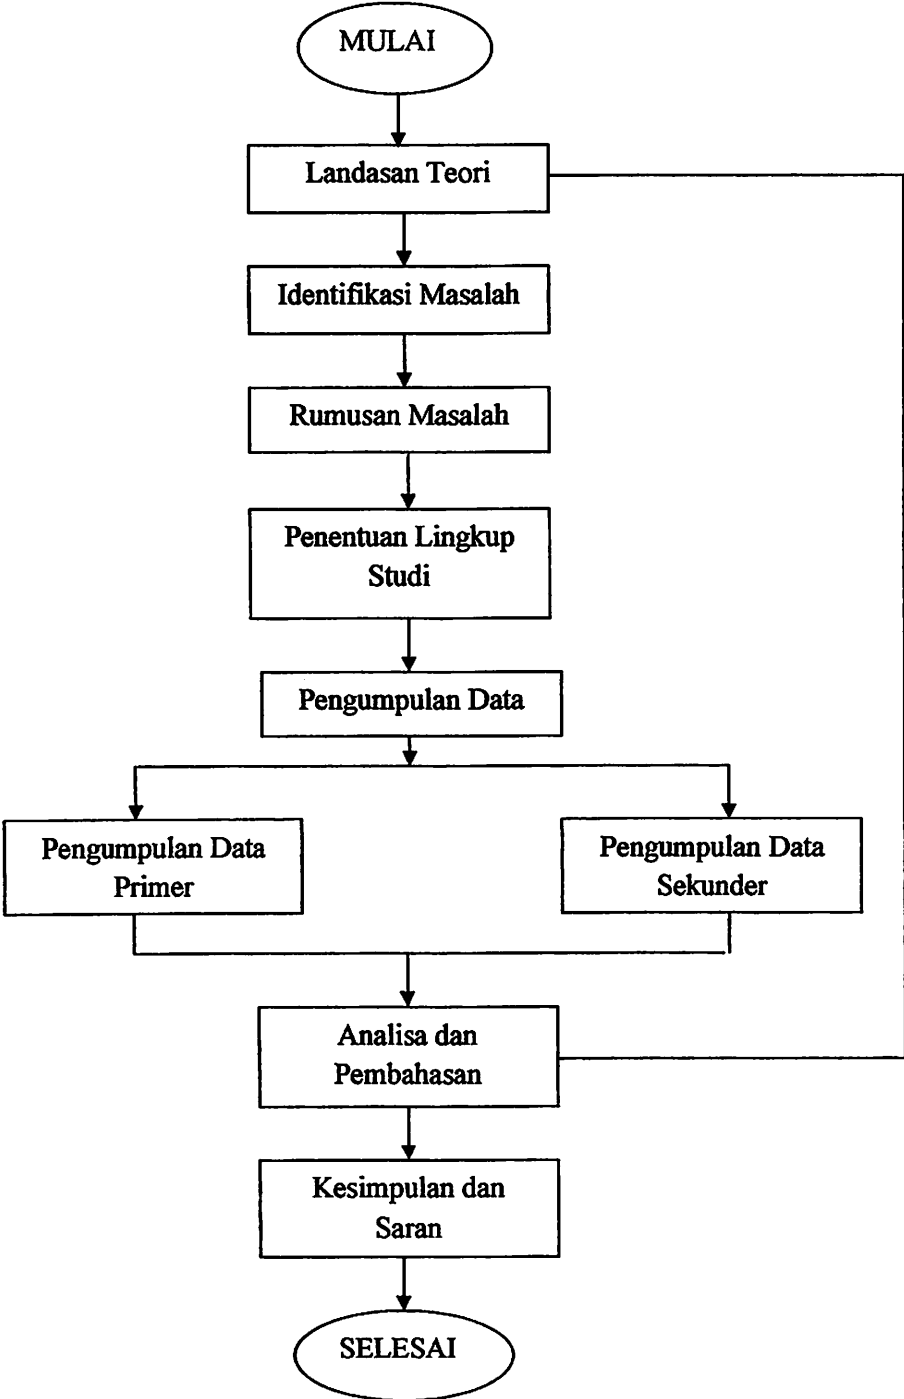 MULAI
Landasan Teori
Identifikasi Masalah
Rumusan Masalah
Penentuan Lingkup
Studi
Pengumpulan Data
Pengumpulan Data
Primer
Pengumpulan Data
Sekunder
Analisa dan
Pembahasan
Kesimpulan dan
Saran
SELESAI